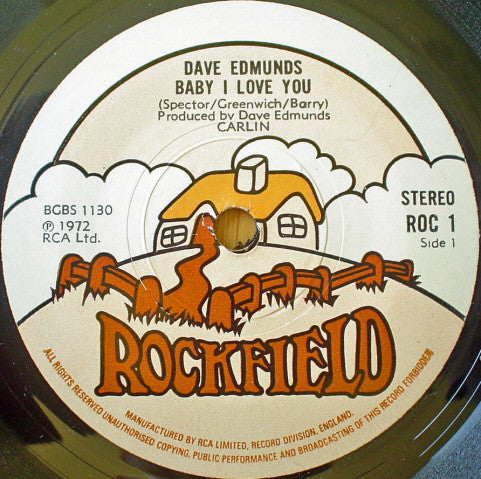 DAVE EDMUNDS
BABY I LOVE YOU
(Spector/Greenwich/Barry)
Produced by Dave Edmunds
CARLIN
BGBS 1130
℗ 1972
RCA Ltd.
STEREO
ROC 1
Side 1
ROCKFIELD
ALL RIGHTS RESERVED UNAUTHORISED COPYING, PUBLIC PERFORMANCE AND BROADCASTING OF THIS RECORD FORBIDDEN
MANUFACTURED BY RCA LIMITED, RECORD DIVISION, ENGLAND.